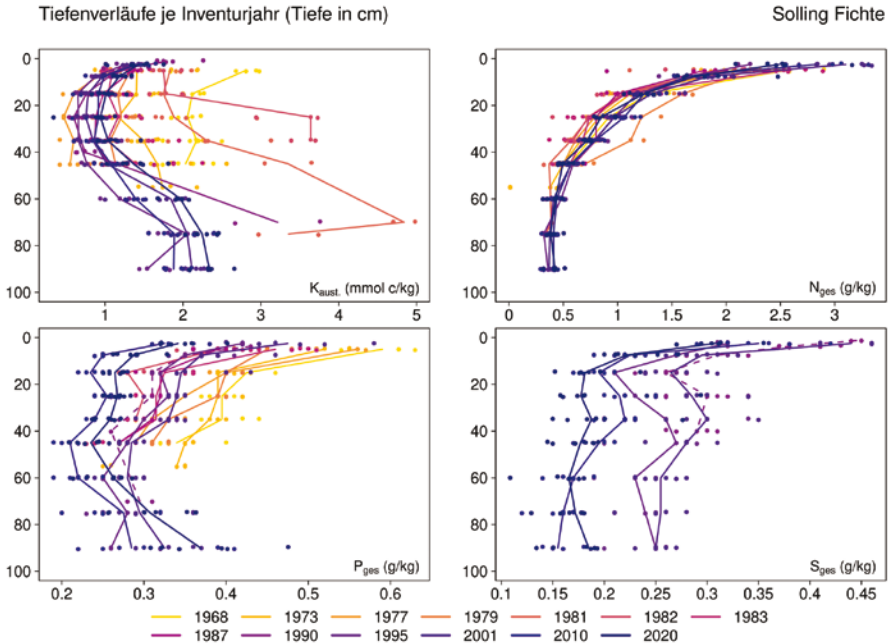 Tiefenverläufe je Inventurjahr (Tiefe in cm) Solling Fichte
0
20
40
60
80
100
K aust. (mmol c/kg)
1 2 3 4 5
0
20
40
60
80
100
N ges (g/kg)
0 0.5 1 1.5 2 2.5 3
0
20
40
60
80
100
P ges (g/kg)
0.2 0.3 0.4 0.5 0.6
0
20
40
60
80
100
S ges (g/kg)
0.1 0.15 0.2 0.25 0.3 0.35 0.4 0.45
1968 1973 1977 1979 1981 1982 1983
1987 1990 1995 2001 2010 2020